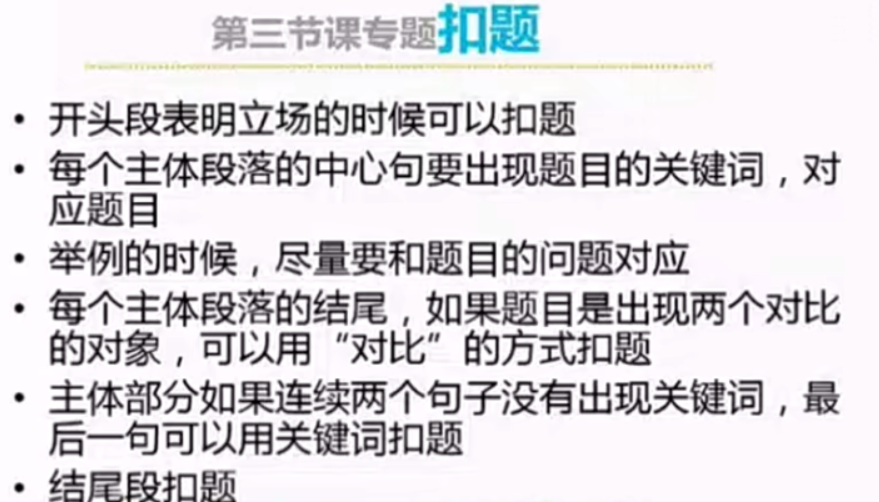 第三节课专题扣题
• 开头段表明立场的时候可以扣题
• 每个主体段落的中心句要出现题目的关键词，对
应题目
• 举例的时候，尽量要和题目的问题对应
• 每个主体段落的结尾，如果题目是出现两个对比
的对象，可以用“对比”的方式扣题
• 主体部分如果连续两个句子没有出现关键词，最
后一句可以用关键词扣题
• 结尾段扣题